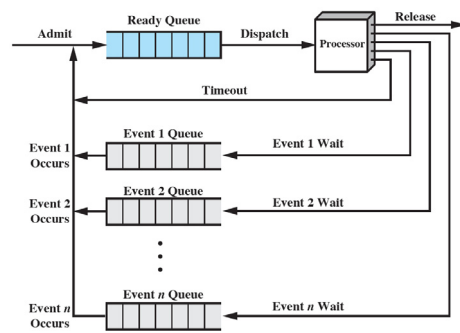 Ready Queue
Release
Admit
Dispatch
Processor
Timeout
Event 1 Queue
Event 1
Occurs
Event 1 Wait
Event 2 Queue
Event 2
Occurs
Event 2 Wait
Event n Queue
Event n
Occurs
Event n Wait